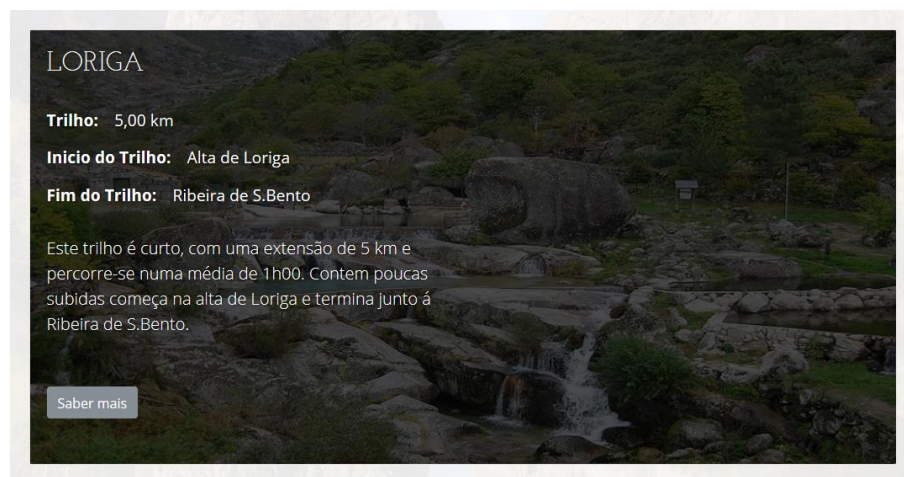 LORIGA
Trilho: 5,00 km
Inicio do Trilho: Alta de Loriga
Fim do Trilho: Ribeira de S.Bento
Este trilho é curto, com uma extensão de 5 km e
percorre-se numa média de 1h00. Contem poucas
subidas começa na alta de Loriga e termina junto á
Ribeira de S.Bento.
Saber mais